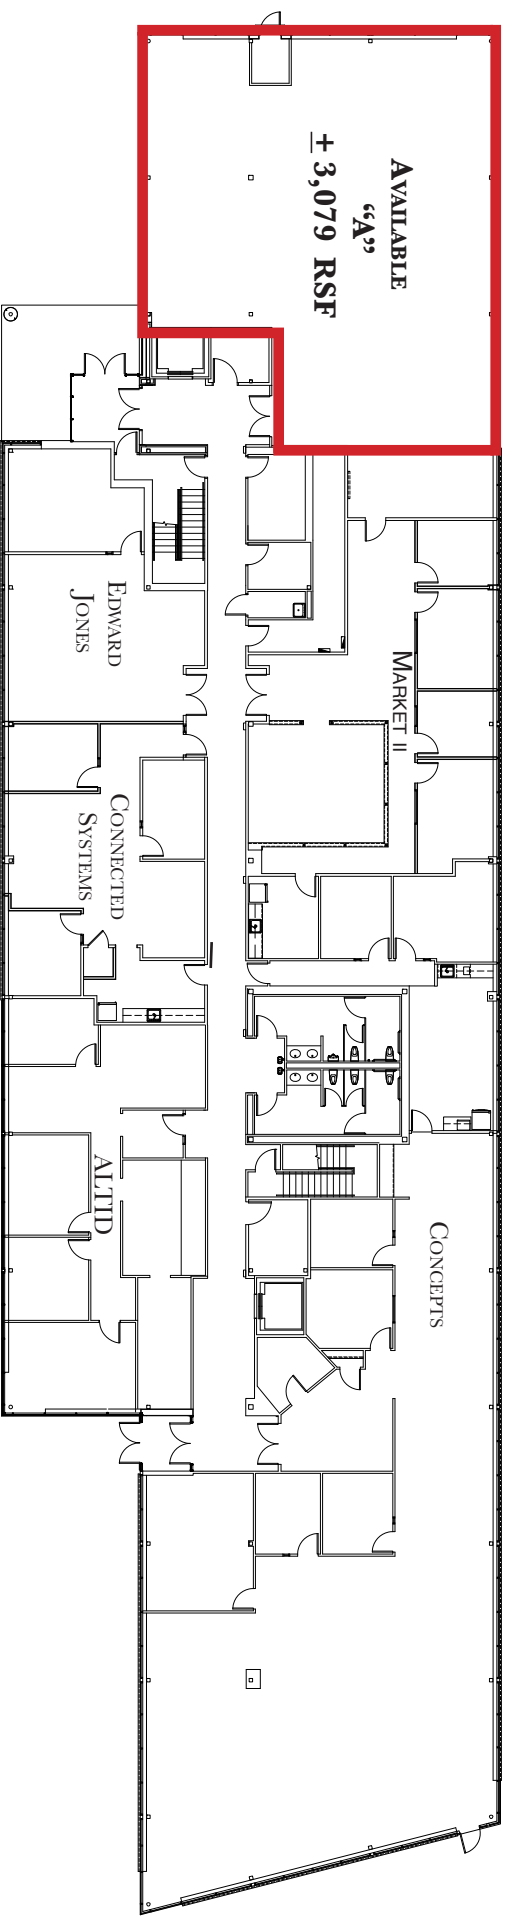 AVAILABLE
“A”
± 3,079 RSF
MARKET II
EDWARD
JONES
CONNECTED
SYSTEMS
ALTID
CONCEPTS